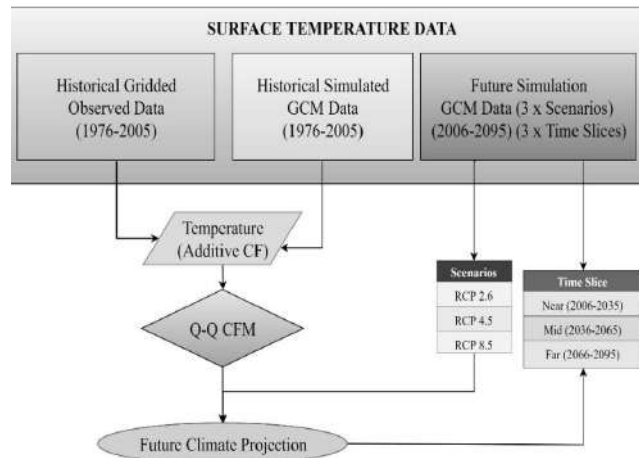 SURFACE TEMPERATURE DATA
Historical Gridded
Observed Data
(1976-2005)
Historical Simulated
GCM Data
(1976-2005)
Future Simulation
GCM Data (3 x Scenarios)
(2006-2095) (3 x Time Slices)
Temperature
(Additive CF)
Q-Q CFM
Scenarios
RCP 2.6
RCP 4.5
RCP 8.5
Time Slice
Near (2006-2035)
Mid (2036-2065)
Far (2066-2095)
Future Climate Projection